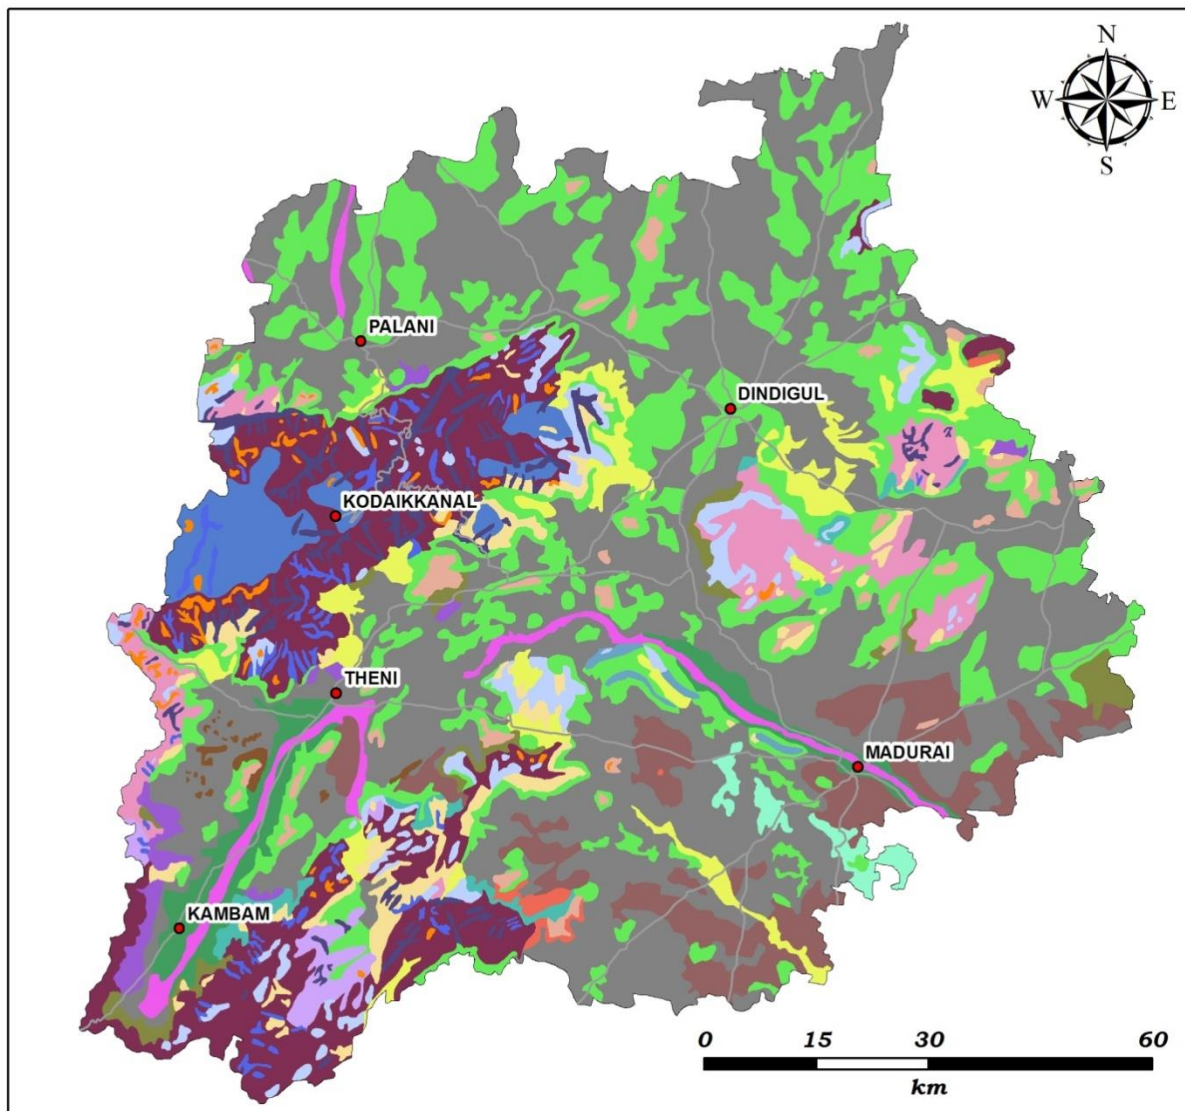 N
W E
S
PALANI
DINDIGUL
KODAIKKANAL
THENI
MADURAI
KAMBAM
0 15 30 60
km